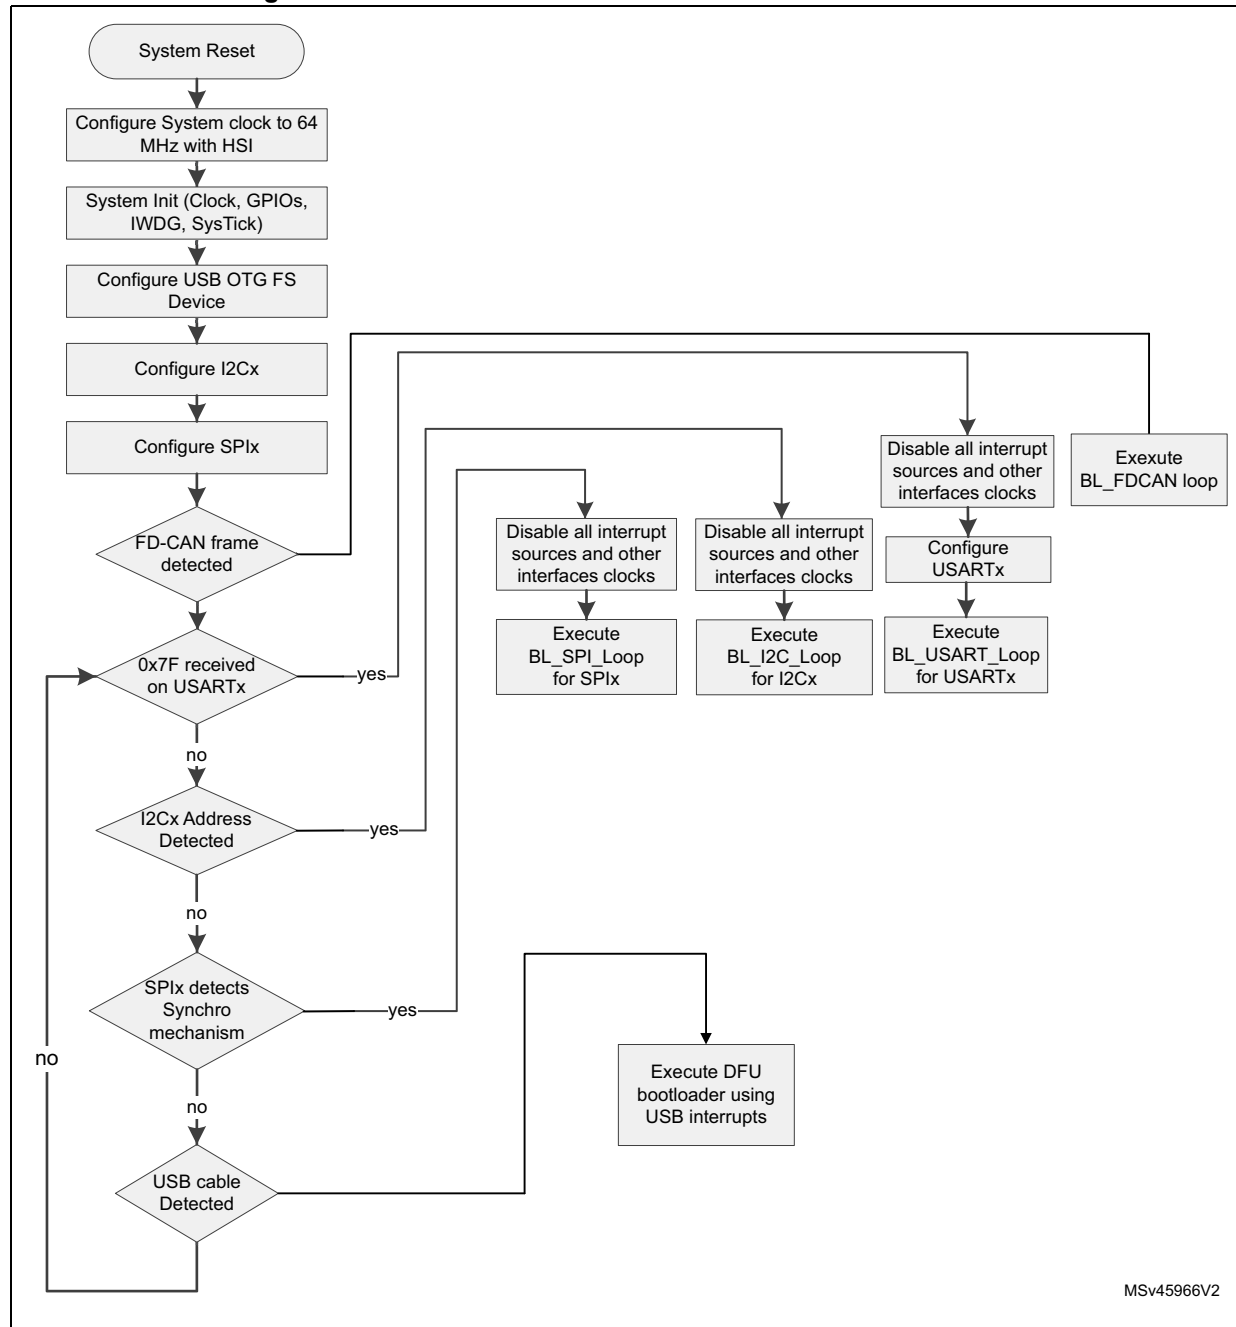 System Reset
Configure System clock to 64
MHz with HSI
System Init (Clock, GPIOs,
IWDG, SysTick)
Configure USB OTG FS
Device
Configure I2Cx
Configure SPIx
FD-CAN frame
detected
0x7F received
on USARTx
yes
no
I2Cx Address
Detected
yes
no
SPIx detects
Synchro
mechanism
yes
no
USB cable
Detected
no
Disable all interrupt
sources and other
interfaces clocks
Execute
BL_SPI_Loop
for SPIx
Disable all interrupt
sources and other
interfaces clocks
Execute
BL_I2C_Loop
for I2Cx
Disable all interrupt
sources and other
interfaces clocks
Configure
USARTx
Execute
BL_USART_Loop
for USARTx
Exexute
BL_FDCAN loop
Execute DFU
bootloader using
USB interrupts
MSv45966V2